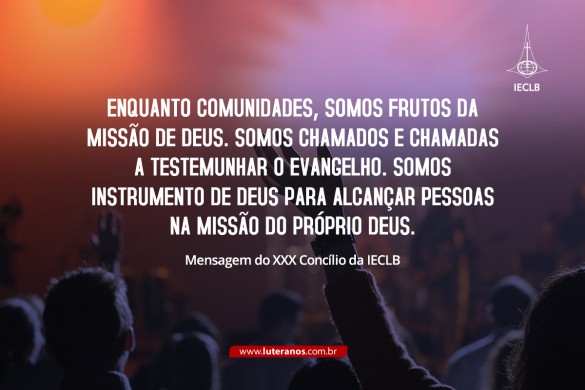 IECLB
ENQUANTO COMUNIDADES, SOMOS FRUTOS DA
MISSÃO DE DEUS. SOMOS CHAMADOS E CHAMADAS
A TESTEMUNHAR O EVANGELHO. SOMOS
INSTRUMENTO DE DEUS PARA ALCANÇAR PESSOAS
NA MISSÃO DO PRÓPRIO DEUS.
Mensagem do XXX Concílio da IECLB
www.luteranos.com.br